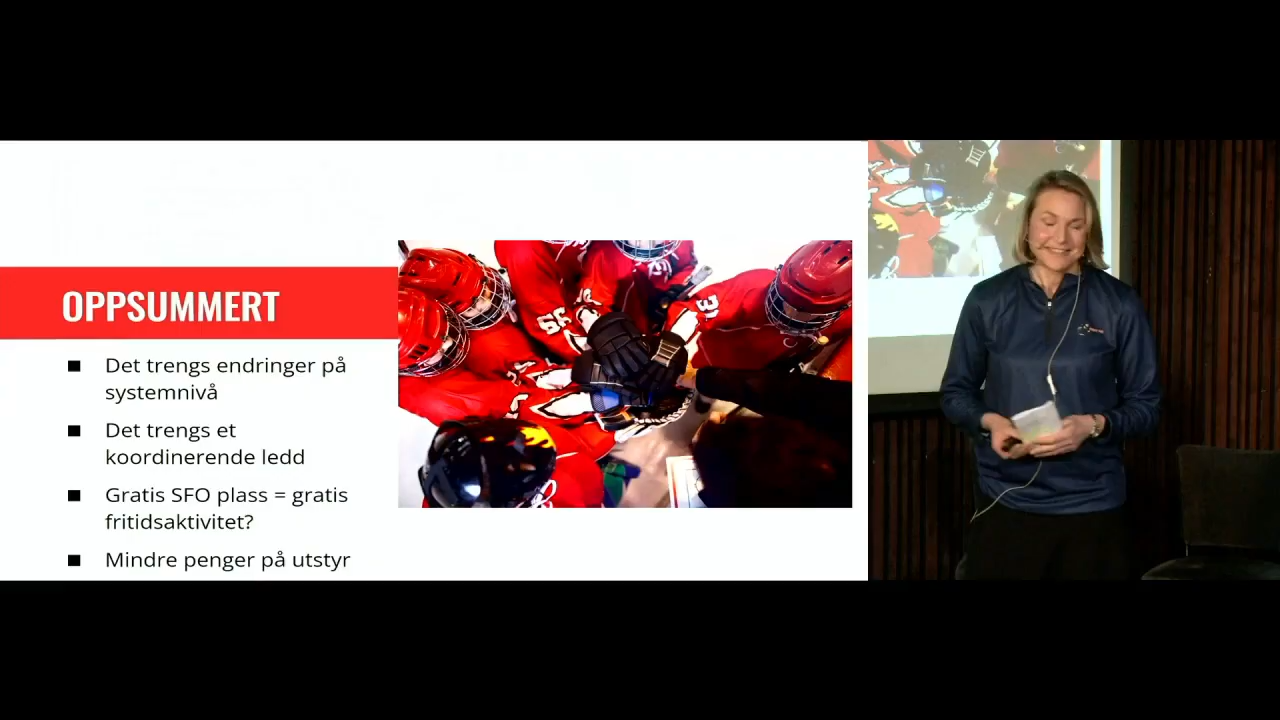 OPPSUMMERT
■ Det trengs endringer på
systemnivå
■ Det trengs et
koordinerende ledd
■ Gratis SFO plass = gratis
fritidsaktivitet?
■ Mindre penger på utstyr